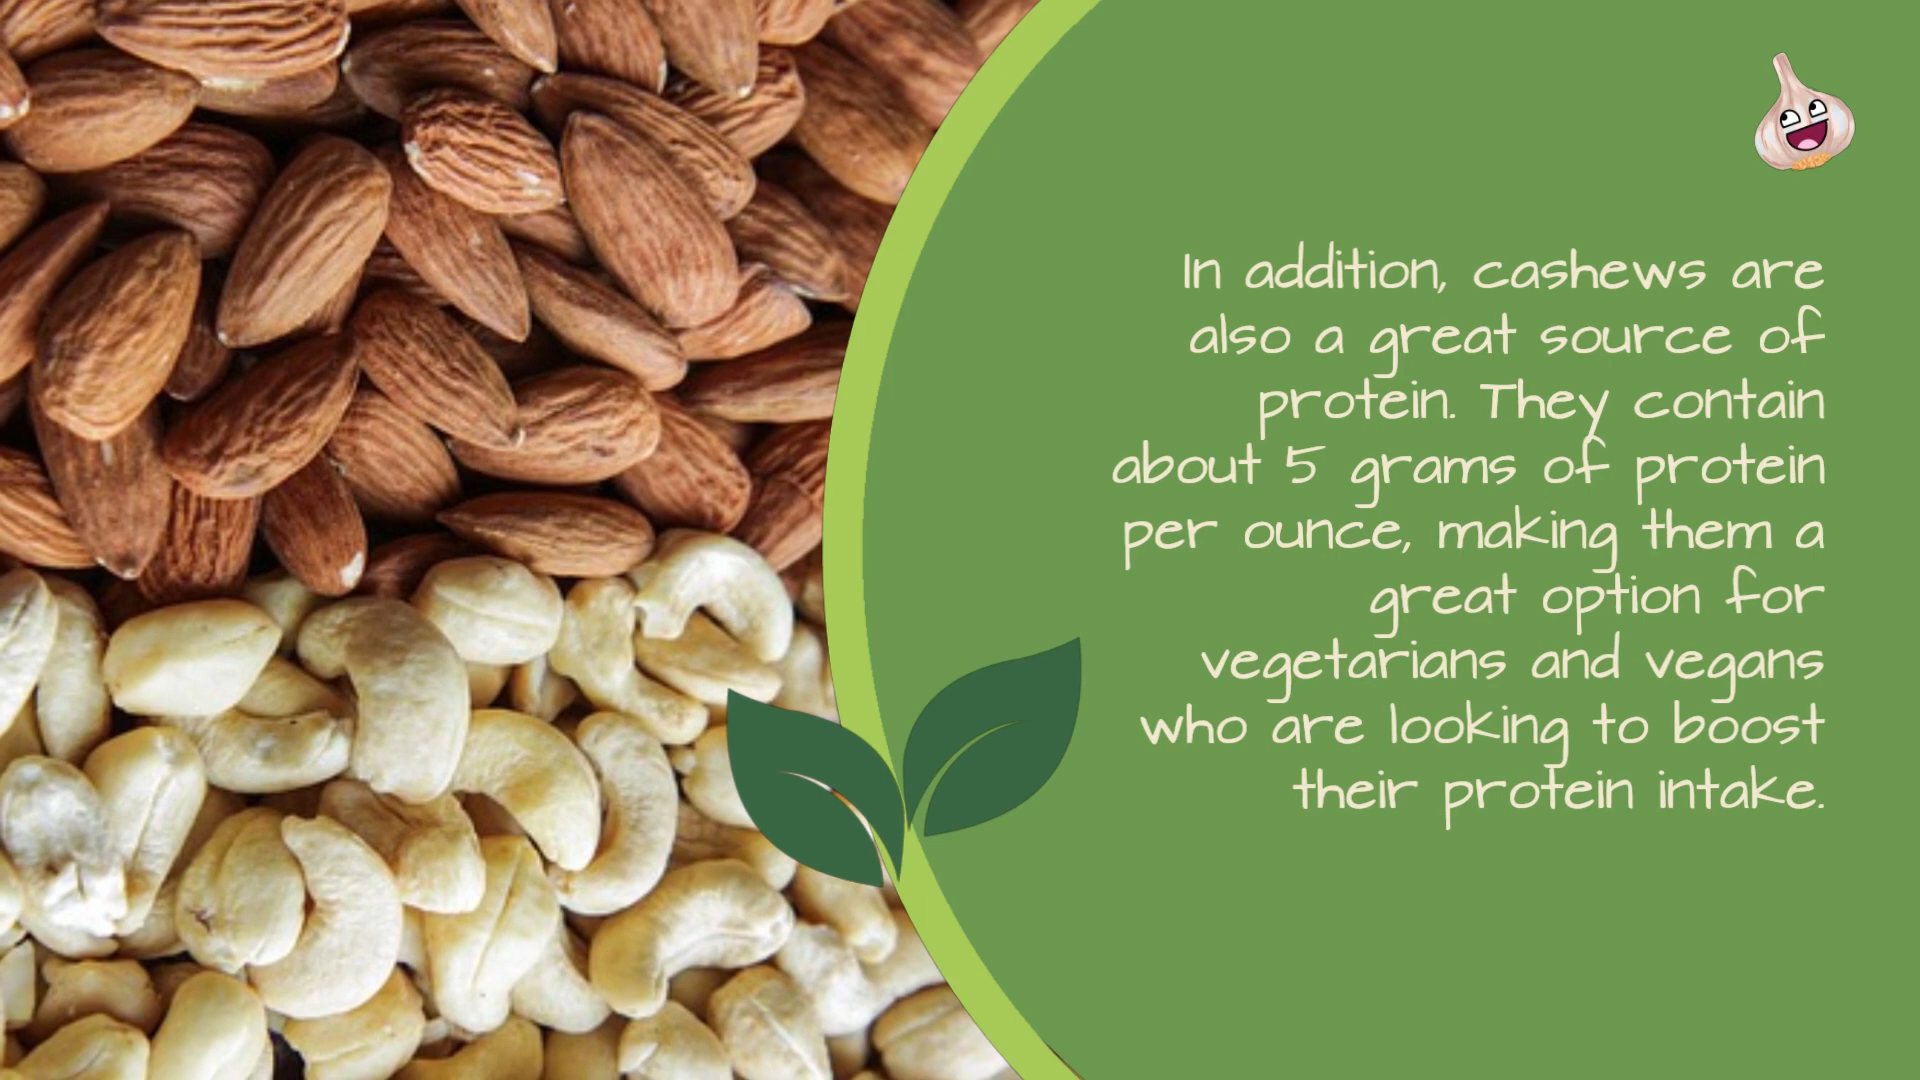 In addition, cashews are
also a great source of
protein. They contain
about 5 grams of protein
per ounce, making them a
great option for
vegetarians and vegans
who are looking to boost
their protein intake.